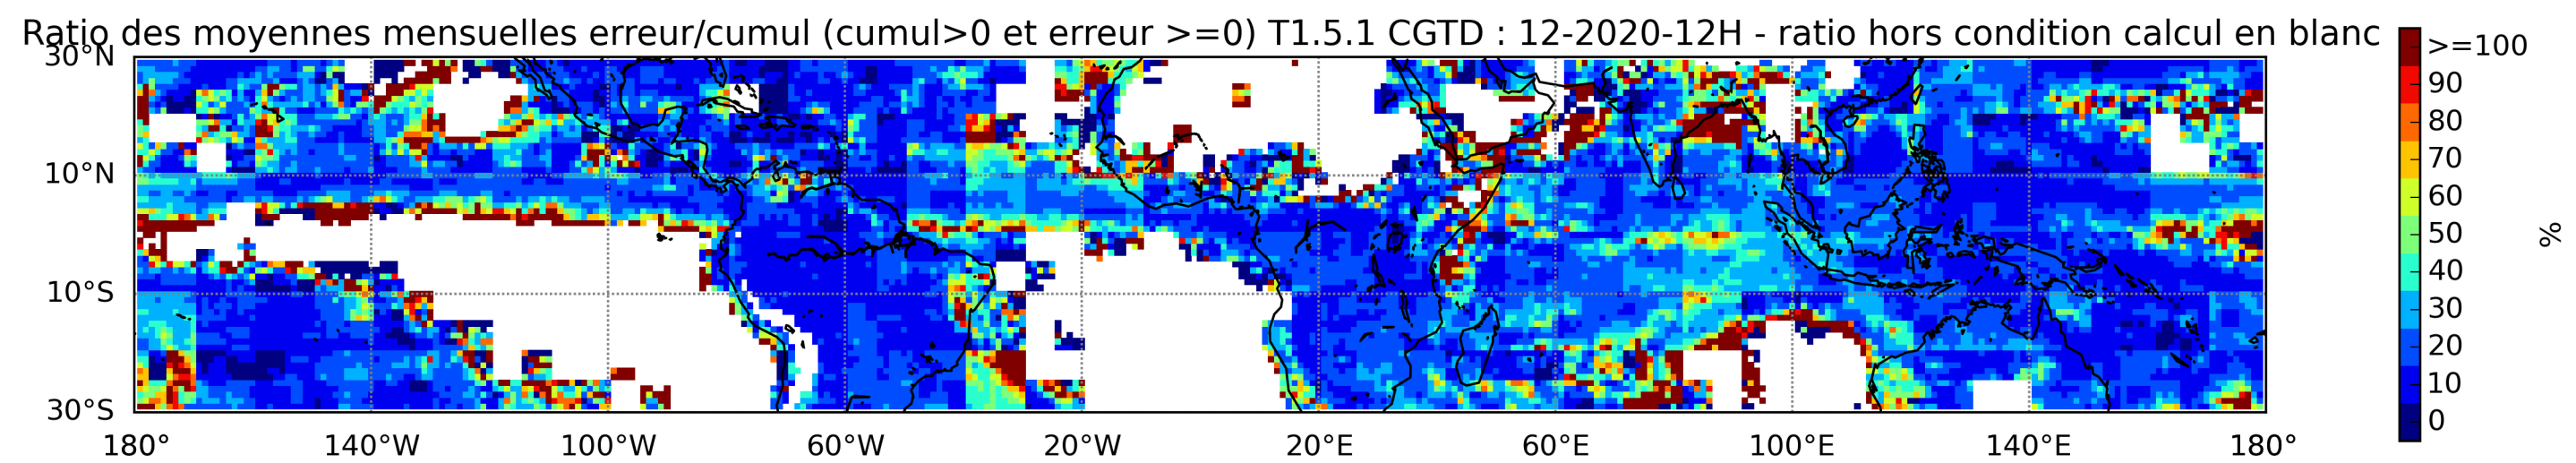 Ratio des moyennes mensuelles erreur/cumul (cumul>0 et erreur >=0) T1.5.1 CGTD : 12-2020-12H - ratio hors condition calcul en blanc
30°N
10°N
10°S
30°S
180° 140°W 100°W 60°W 20°W 20°E 60°E 100°E 140°E 180°
>=100
90
80
70
60
50
40
30
20
10
0
%